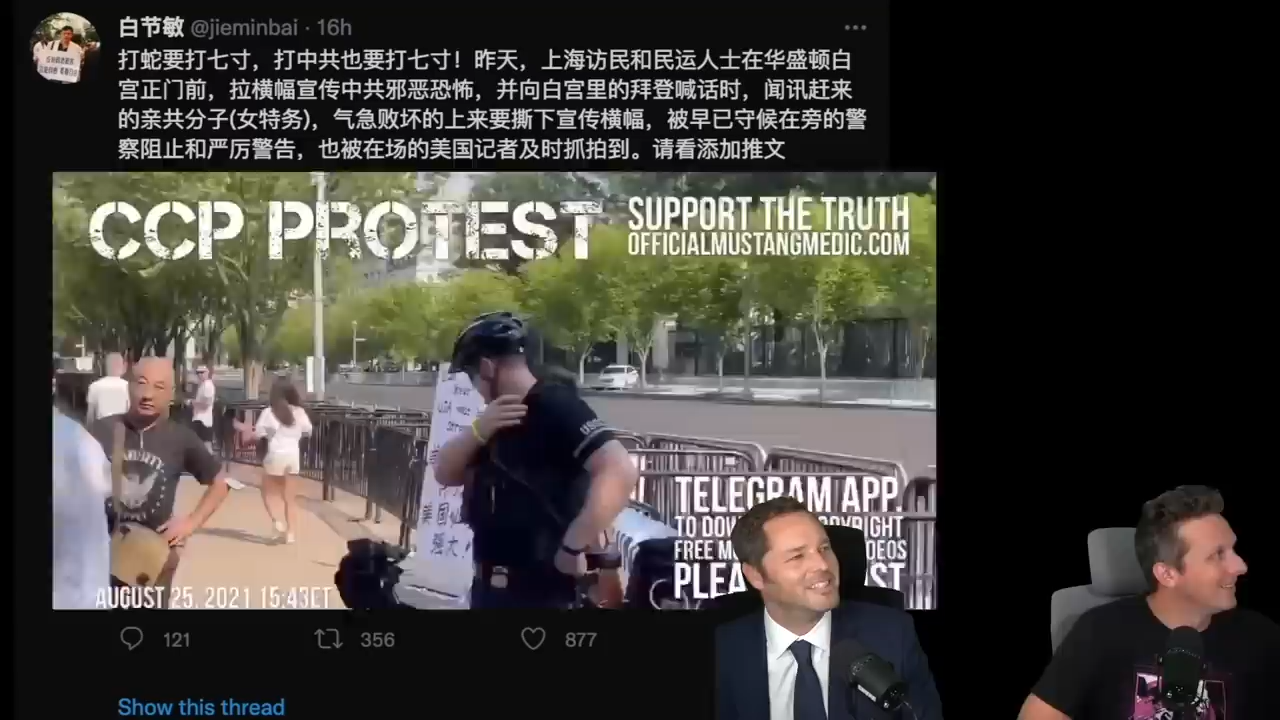 白节敏 @jieminbai · 16h
打蛇要打七寸，打中共也要打七寸！昨天，上海访民和民运人士在华盛顿白
宫正门前，拉横幅宣传中共邪恶恐怖，并向白宫里的拜登喊话时，闻讯赶来
的亲共分子(女特务)，气急败坏的上来要撕下宣传横幅，被早已守候在旁的警
察阻止和严厉警告，也被在场的美国记者及时抓拍到。请看添加推文
CCP PROTEST
SUPPORT THE TRUTH
OFFICIALMUSTANGMEDIC.COM
TELEGRAM APP.
TO
FREE
AUGUST 25, 2021 15:43ET
121 356 877
Show this thread